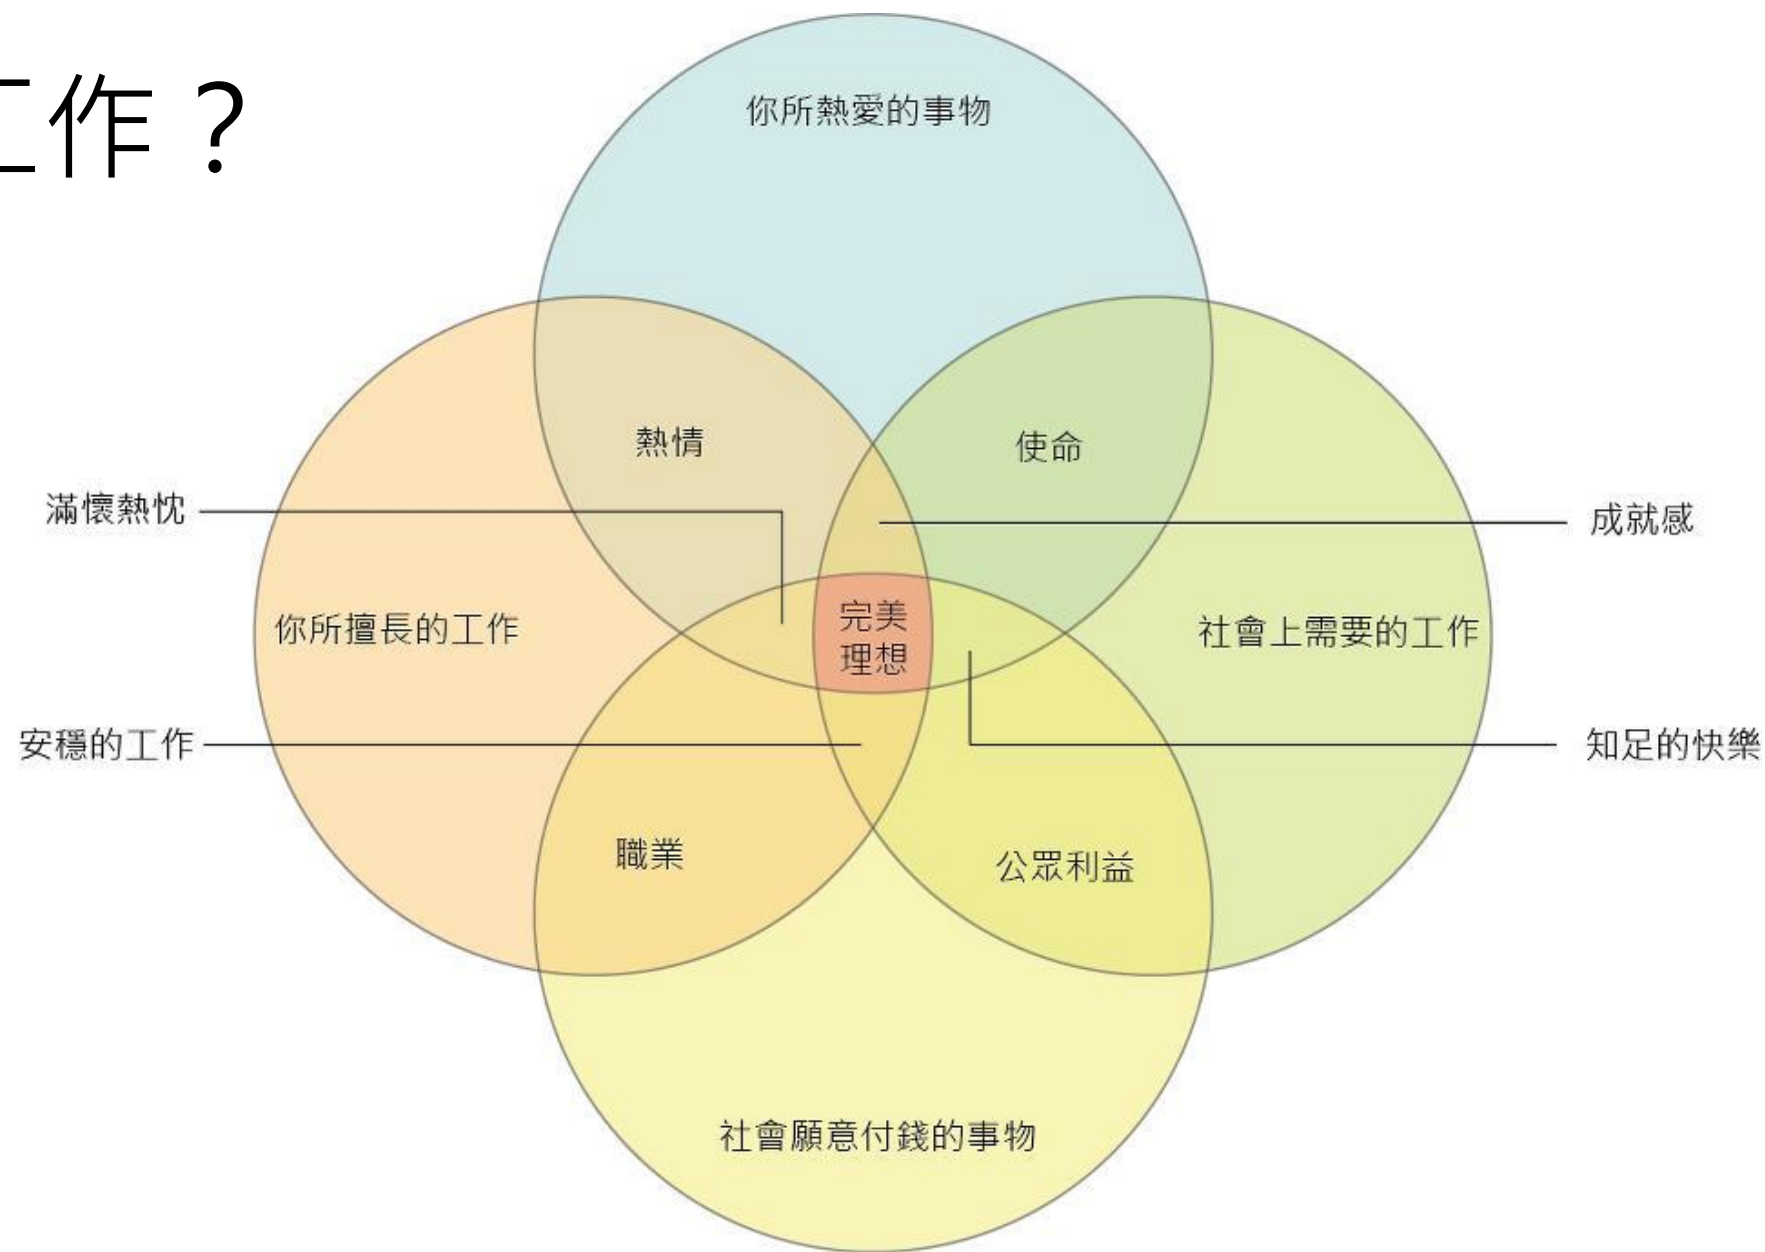 工作？
你所熱愛的事物
熱情
使命
滿懷熱忱
成就感
完美
理想
你所擅長的工作
社會上需要的工作
安穩的工作
知足的快樂
職業
公眾利益
社會願意付錢的事物